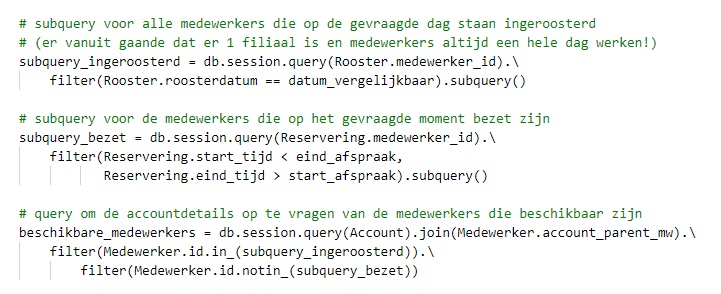 # subquery voor alle medewerkers die op de gevraagde dag staan ingeroosterd
# (er vanuit gaande dat er 1 filiaal is en medewerkers altijd een hele dag werken!)
subquery_ingeroosterd = db.session.query(Rooster.medewerker_id).\
    filter(Rooster.roosterdatum == datum_vergelijkbaar).subquery()

# subquery voor de medewerkers die op het gevraagde moment bezet zijn
subquery_bezet = db.session.query(Reservering.medewerker_id).\
    filter(Reservering.start_tijd < eind_afspraak,
           Reservering.eind_tijd > start_afspraak).subquery()

# query om de accountdetails op te vragen van de medewerkers die beschikbaar zijn
beschikbare_medewerkers = db.session.query(Account).join(Medewerker.account_parent_mw).\
    filter(Medewerker.id.in_(subquery_ingeroosterd)).\
        filter(Medewerker.id.notin_(subquery_bezet))